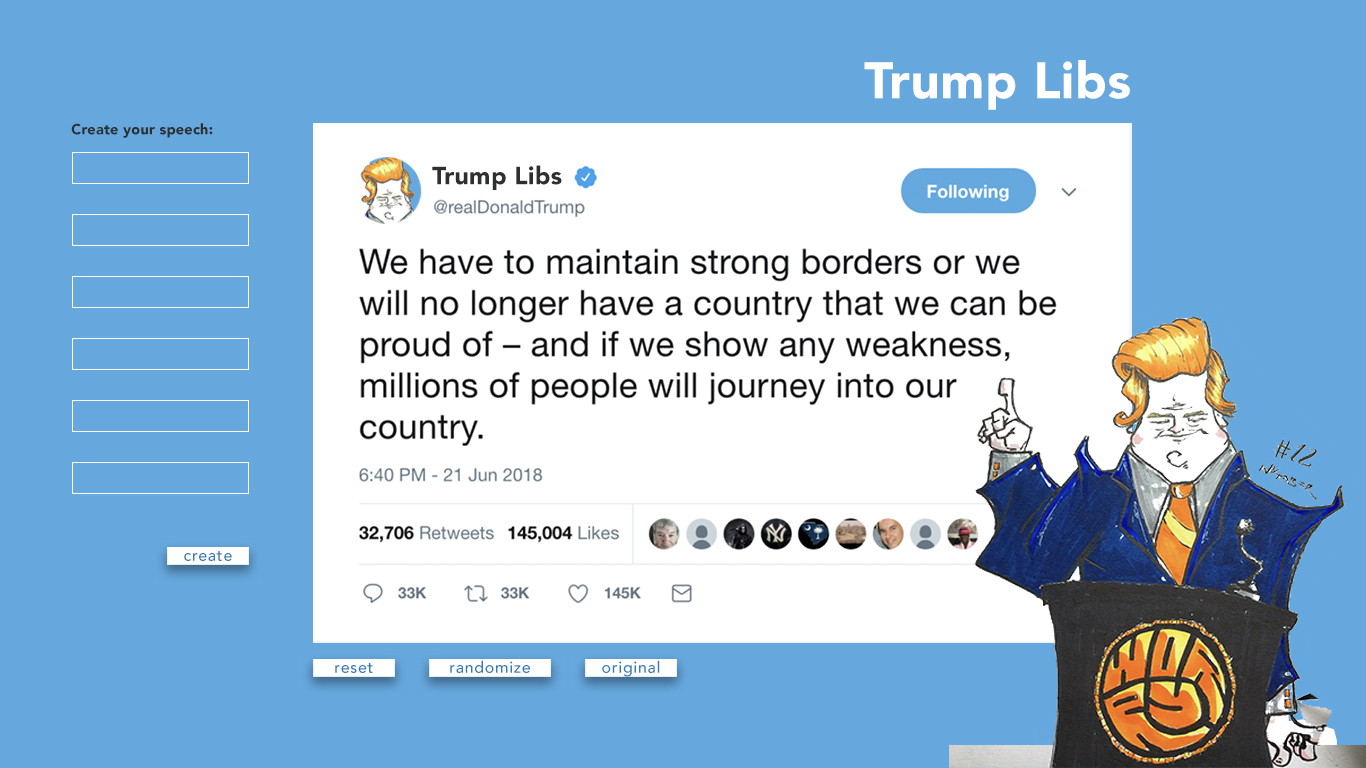 Trump Libs
Create your speech:
Trump Libs
@realDonaldTrump
Following
We have to maintain strong borders or we
will no longer have a country that we can be
proud of – and if we show any weakness,
millions of people will journey into our
country.
6:40 PM - 21 Jun 2018
32,706 Retweets 145,004 Likes
33K 33K 145K
create
reset randomize original
#12